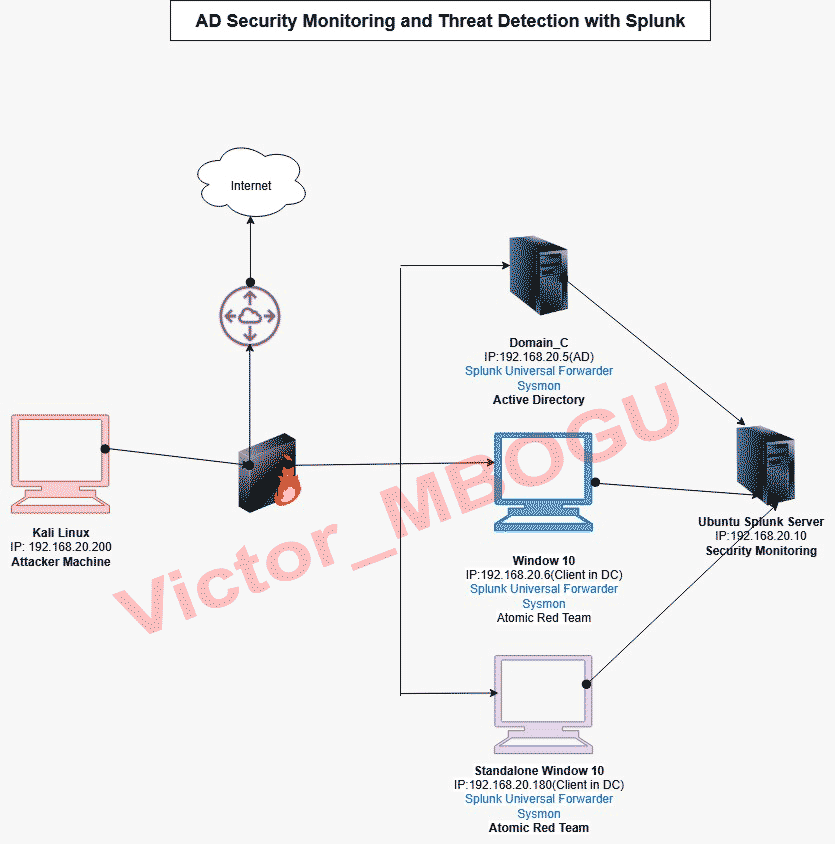 AD Security Monitoring and Threat Detection with Splunk
Internet
Domain_C
IP:192.168.20.5(AD)
Splunk Universal Forwarder
Sysmon
Active Directory
Kali Linux
IP: 192.168.20.200
Attacker Machine
Window 10
IP:192.168.20.6(Client in DC)
Splunk Universal Forwarder
Sysmon
Atomic Red Team
Ubuntu Splunk Server
IP:192.168.20.10
Security Monitoring
Standalone Window 10
IP:192.168.20.180(Client in DC)
Splunk Universal Forwarder
Sysmon
Atomic Red Team
Victor_MBOGU